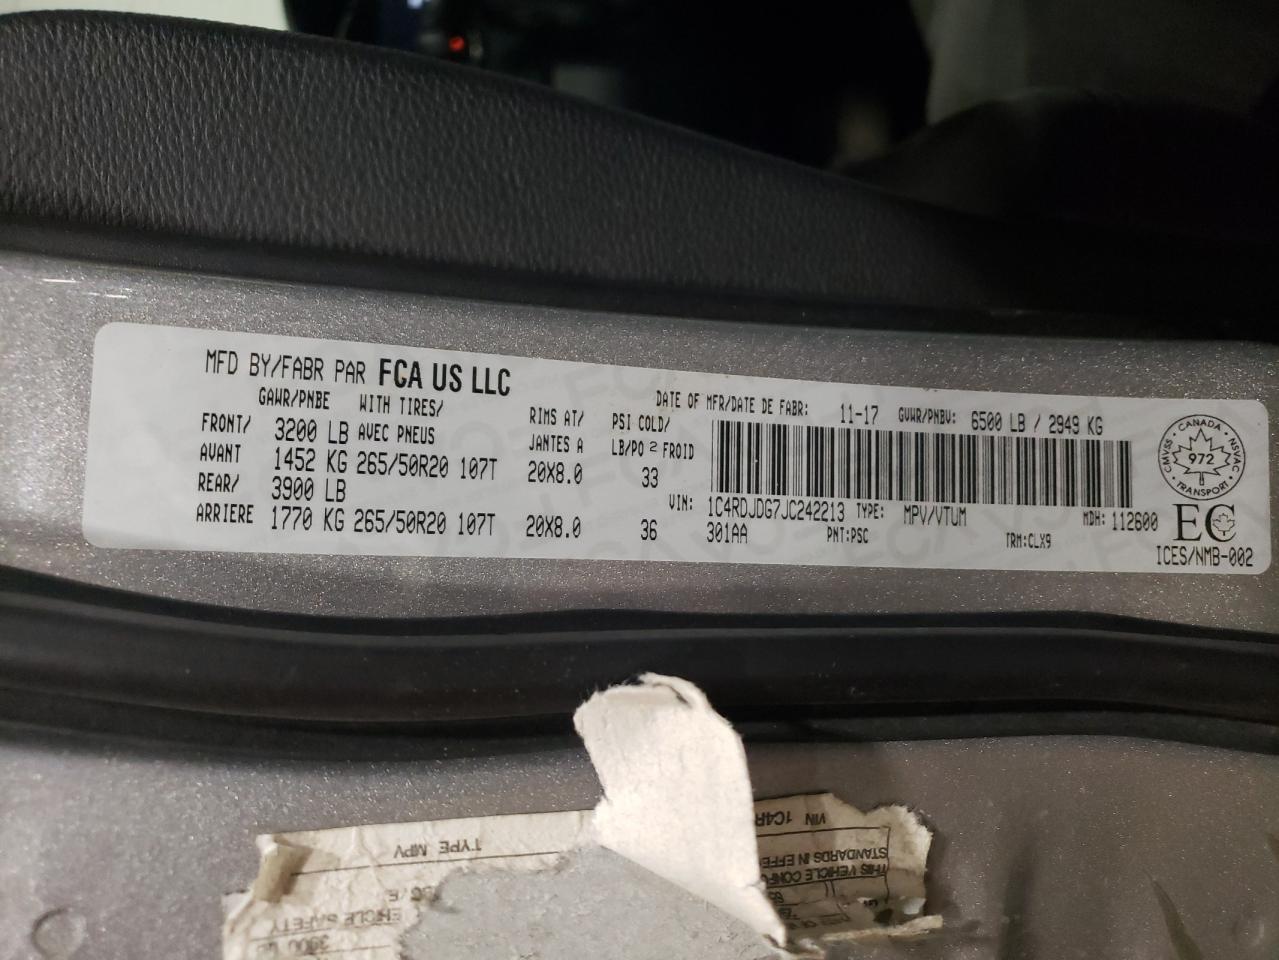 MFD BY/FABR PAR FCA US LLC
DATE OF MFR/DATE DE FABR: 11-17 GVWR/PNBV: 6500 LB / 2949 KG
GAWR/PNBE WITH TIRES/ RIMS AT/ PSI COLD/
FRONT/ 3200 LB AVEC PNEUS JANTES A LB/PO 2 FROID
AVANT 1452 KG 265/50R20 107T 20X8.0 33
REAR/ 3900 LB
ARRIERE 1770 KG 265/50R20 107T 20X8.0 36
VIN: 1C4RDJDG7JC242213 TYPE: MPV/VTUM MDH: 112600
301AA PNT:PSC TRM:CLX9
CANADA
CMVSS 972 NSVAC
TRANSPORT
EC
ICES/NMB-002
VIN 1C4R
TYPE MPV
THIS VEHICLE CONFO
STANDARDS IN EFFE
HICLE SAFETY
3900